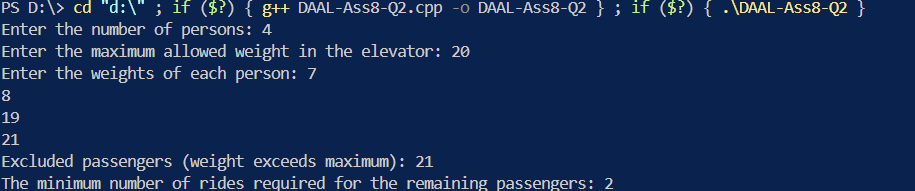 PS D:\> cd "d:\" ; if ($?) { g++ DAAL-Ass8-Q2.cpp -o DAAL-Ass8-Q2 } ; if ($?) { .\DAAL-Ass8-Q2 }
Enter the number of persons: 4
Enter the maximum allowed weight in the elevator: 20
Enter the weights of each person: 7
8
19
21
Excluded passengers (weight exceeds maximum): 21
The minimum number of rides required for the remaining passengers: 2